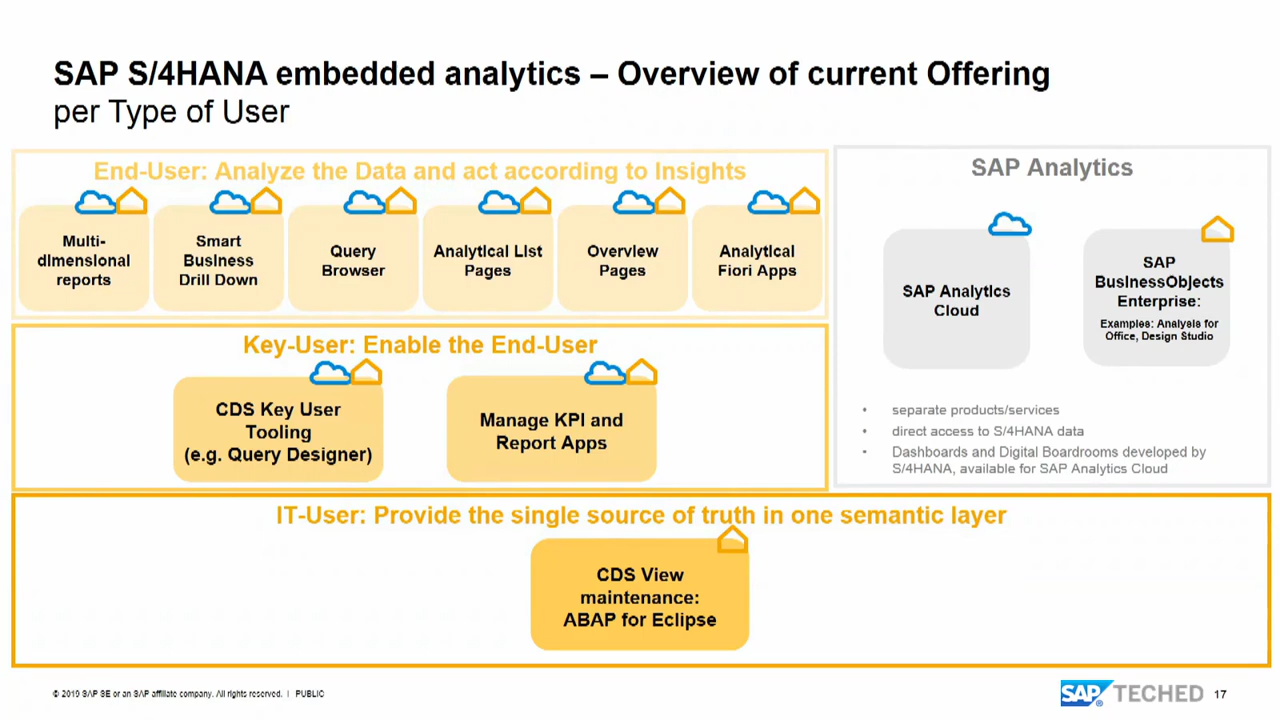 SAP S/4HANA embedded analytics – Overview of current Offering
per Type of User
End-User: Analyze the Data and act according to Insights
Multi-
dimensional
reports
Smart
Business
Drill Down
Query
Browser
Analytical List
Pages
Overview
Pages
Analytical
Fiori Apps
Key-User: Enable the End-User
CDS Key User
Tooling
(e.g. Query Designer)
Manage KPI and
Report Apps
SAP Analytics
SAP Analytics
Cloud
SAP
BusinessObjects
Enterprise:
Examples: Analysis for
Office, Design Studio
• separate products/services
• direct access to S/4HANA data
• Dashboards and Digital Boardrooms developed by
S/4HANA, available for SAP Analytics Cloud
IT-User: Provide the single source of truth in one semantic layer
CDS View
maintenance:
ABAP for Eclipse
© 2019 SAP SE or an SAP affiliate company. All rights reserved. | PUBLIC
SAP® TECHED 17